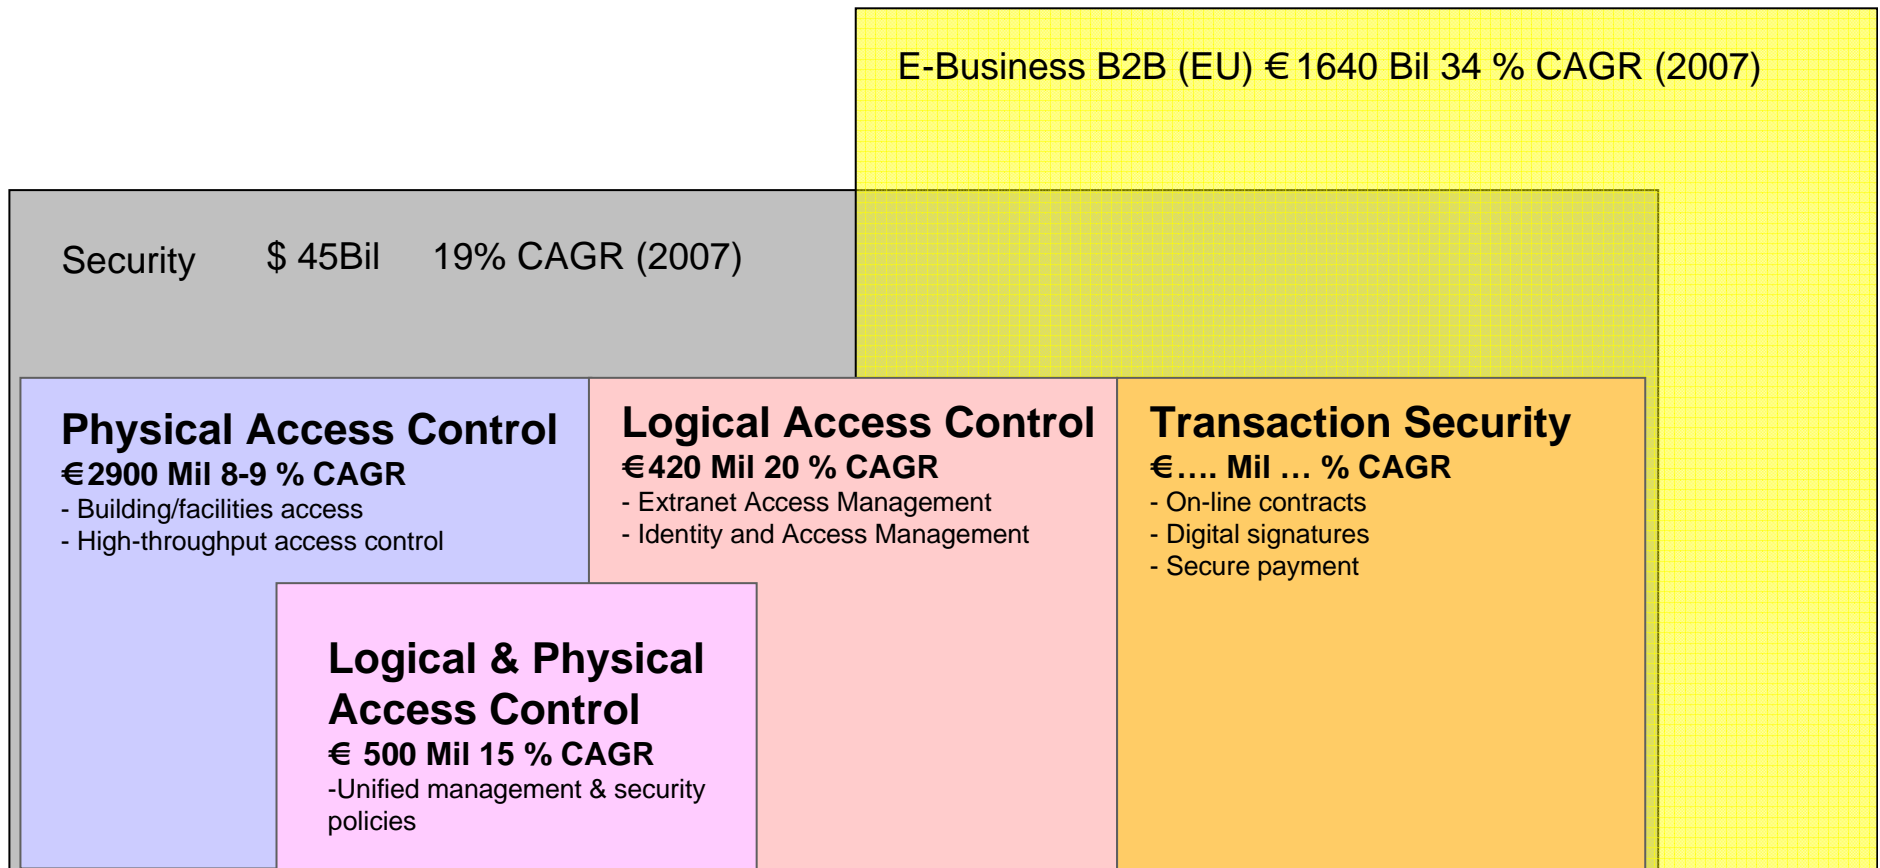 E-Business B2B (EU) € 1640 Bil 34 % CAGR (2007)
Security $ 45Bil 19% CAGR (2007)
Physical Access Control
€ 2900 Mil 8-9 % CAGR
- Building/facilities access
- High-throughput access control
Logical Access Control
€ 420 Mil 20 % CAGR
- Extranet Access Management
- Identity and Access Management
Transaction Security
€ .... Mil ... % CAGR
- On-line contracts
- Digital signatures
- Secure payment
Logical & Physical
Access Control
€ 500 Mil 15 % CAGR
-Unified management & security
policies